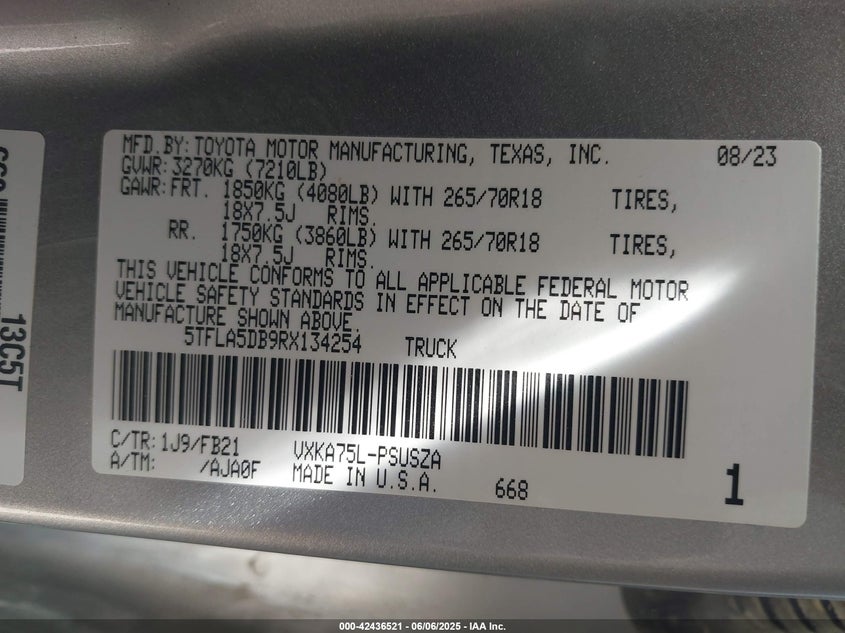 MFD.BY: TOYOTA MOTOR MANUFACTURING, TEXAS, INC. 08/23
GVWR: 3270KG (7210LB)
GAWR: FRT. 1850KG (4080LB) WITH 265/70R18 TIRES,
18X7.5J RIMS.
RR. 1750KG (3860LB) WITH 265/70R18 TIRES,
18X7.5J RIMS.
THIS VEHICLE CONFORMS TO ALL APPLICABLE FEDERAL MOTOR
VEHICLE SAFETY STANDARDS IN EFFECT ON THE DATE OF
MANUFACTURE SHOWN ABOVE.
5TFLA5DB9RX134254 TRUCK
C/TR: 1J9/FB21 VXKA75L-PSUSZA
A/TM: /AJA0F MADE IN U.S.A. 668
1
13C5T
000-42436521 - 06/06/2025 - IAA Inc.